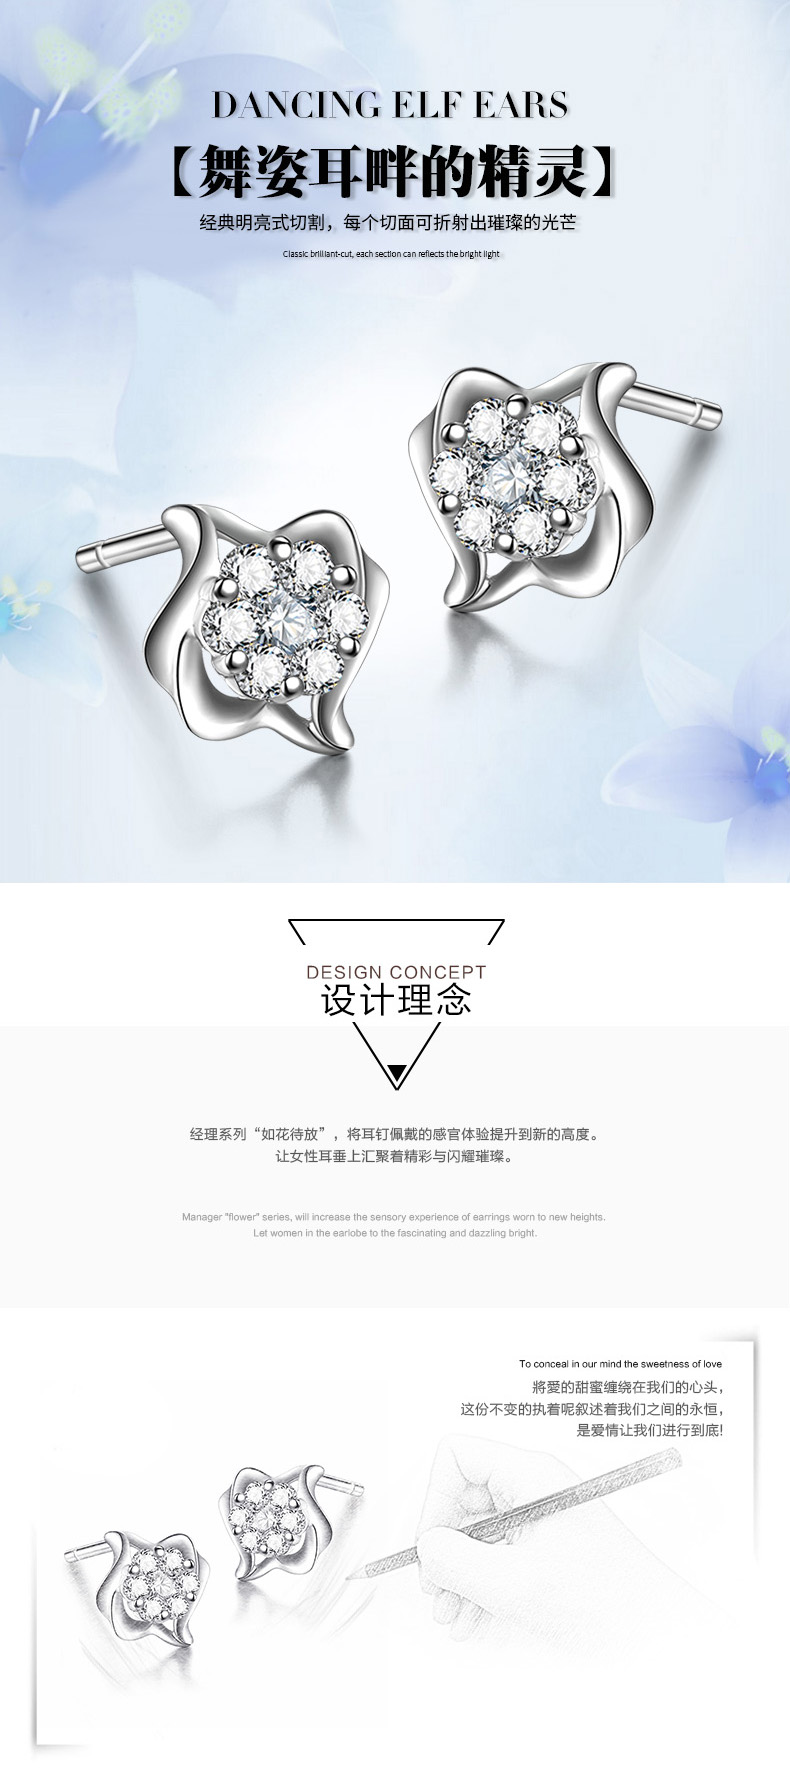 DANCING ELF EARS
【舞姿耳畔的精灵】
经典明亮式切割，每个切面可折射出璀璨的光芒
Classic brilliant-cut, each section can reflects the bright light
DESIGN CONCEPT
设计理念
经理系列“如花待放”，将耳钉佩戴的感官体验提升到新的高度。
让女性耳垂上汇聚着精彩与闪耀璀璨。
Manager "flower" series, will increase the sensory experience of earrings worn to new heights.
Let women in the earlobe to the fascinating and dazzling bright.
To conceal in our mind the sweetness of love
將愛的甜蜜缠绕在我们的心头，
这份不变的执着呢叙述着我们之间的永恒，
是爱情让我们进行到底！